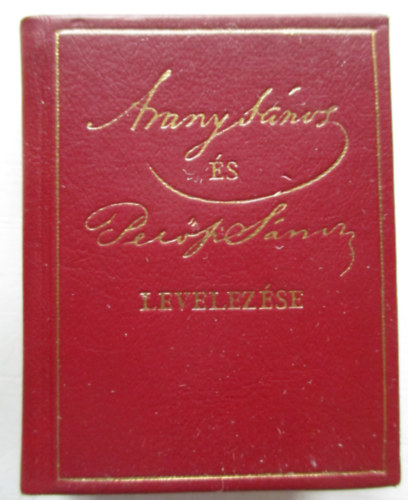 Arany János
ÉS
Petőfi Sándor
LEVELEZÉSE